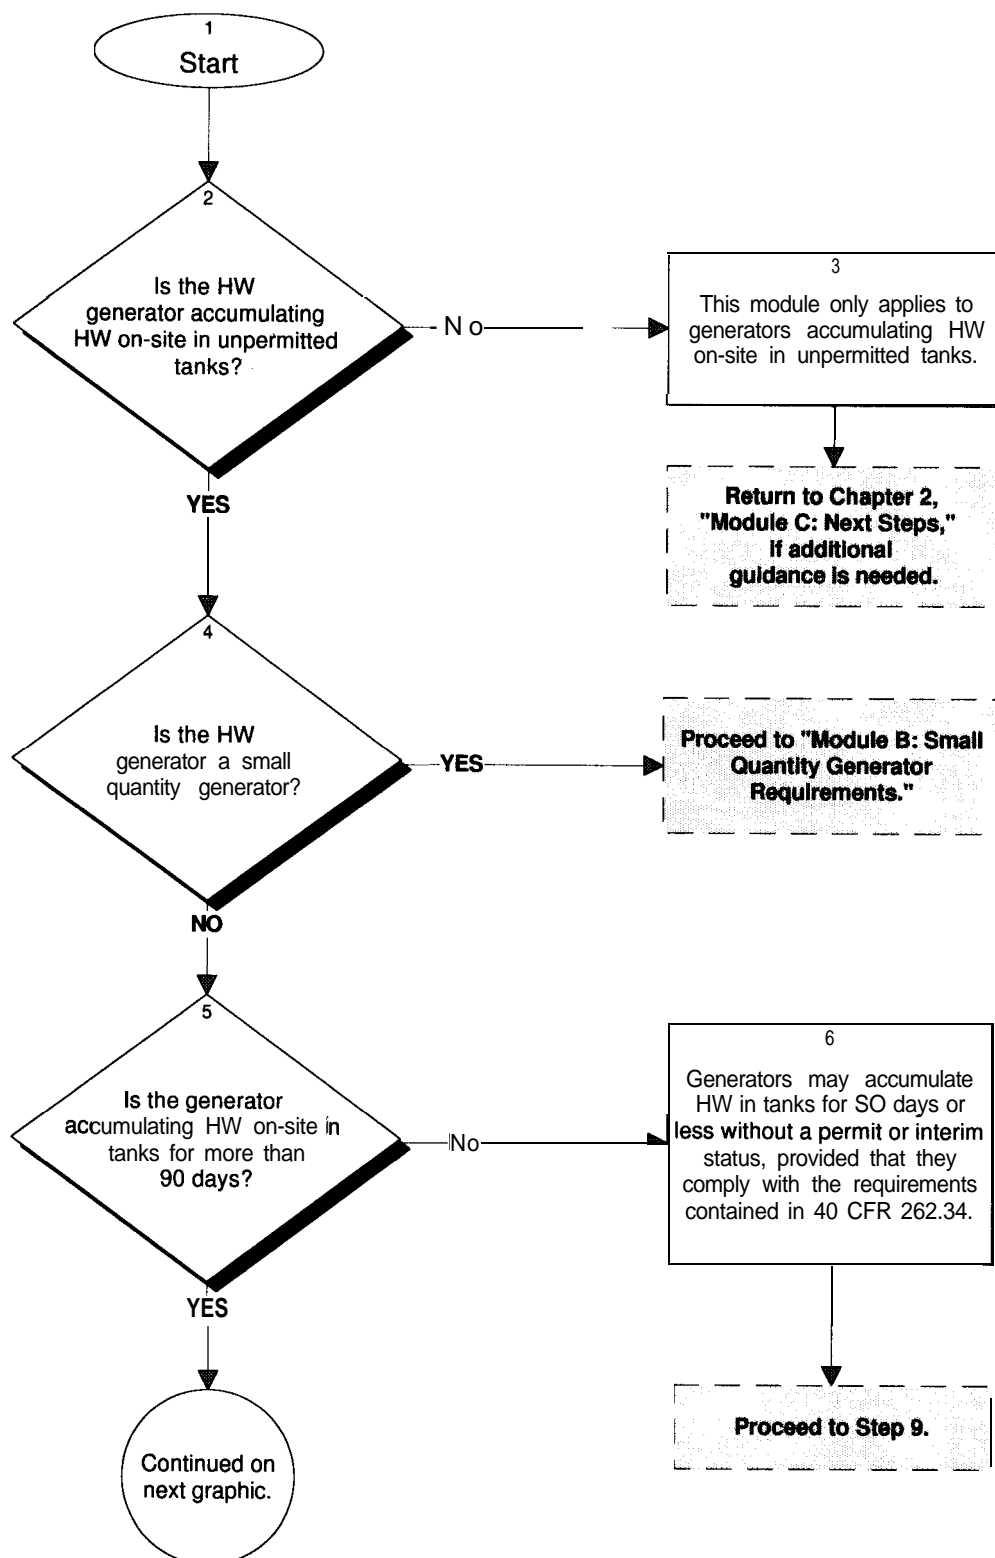 1
Start
2
Is the HW
generator accumulating
HW on-site in unpermitted
tanks?
No
3
This module only applies to
generators accumulating HW
on-site in unpermitted tanks.
YES
Return to Chapter 2,
"Module C: Next Steps,"
if additional
guidance is needed.
4
Is the HW
generator a small
quantity generator?
YES
Proceed to "Module B: Small
Quantity Generator
Requirements."
NO
5
Is the generator
accumulating HW on-site in
tanks for more than
90 days?
No
6
Generators may accumulate
HW in tanks for SO days or
less without a permit or interim
status, provided that they
comply with the requirements
contained in 40 CFR 262.34.
YES
Proceed to Step 9.
Continued on
next graphic.